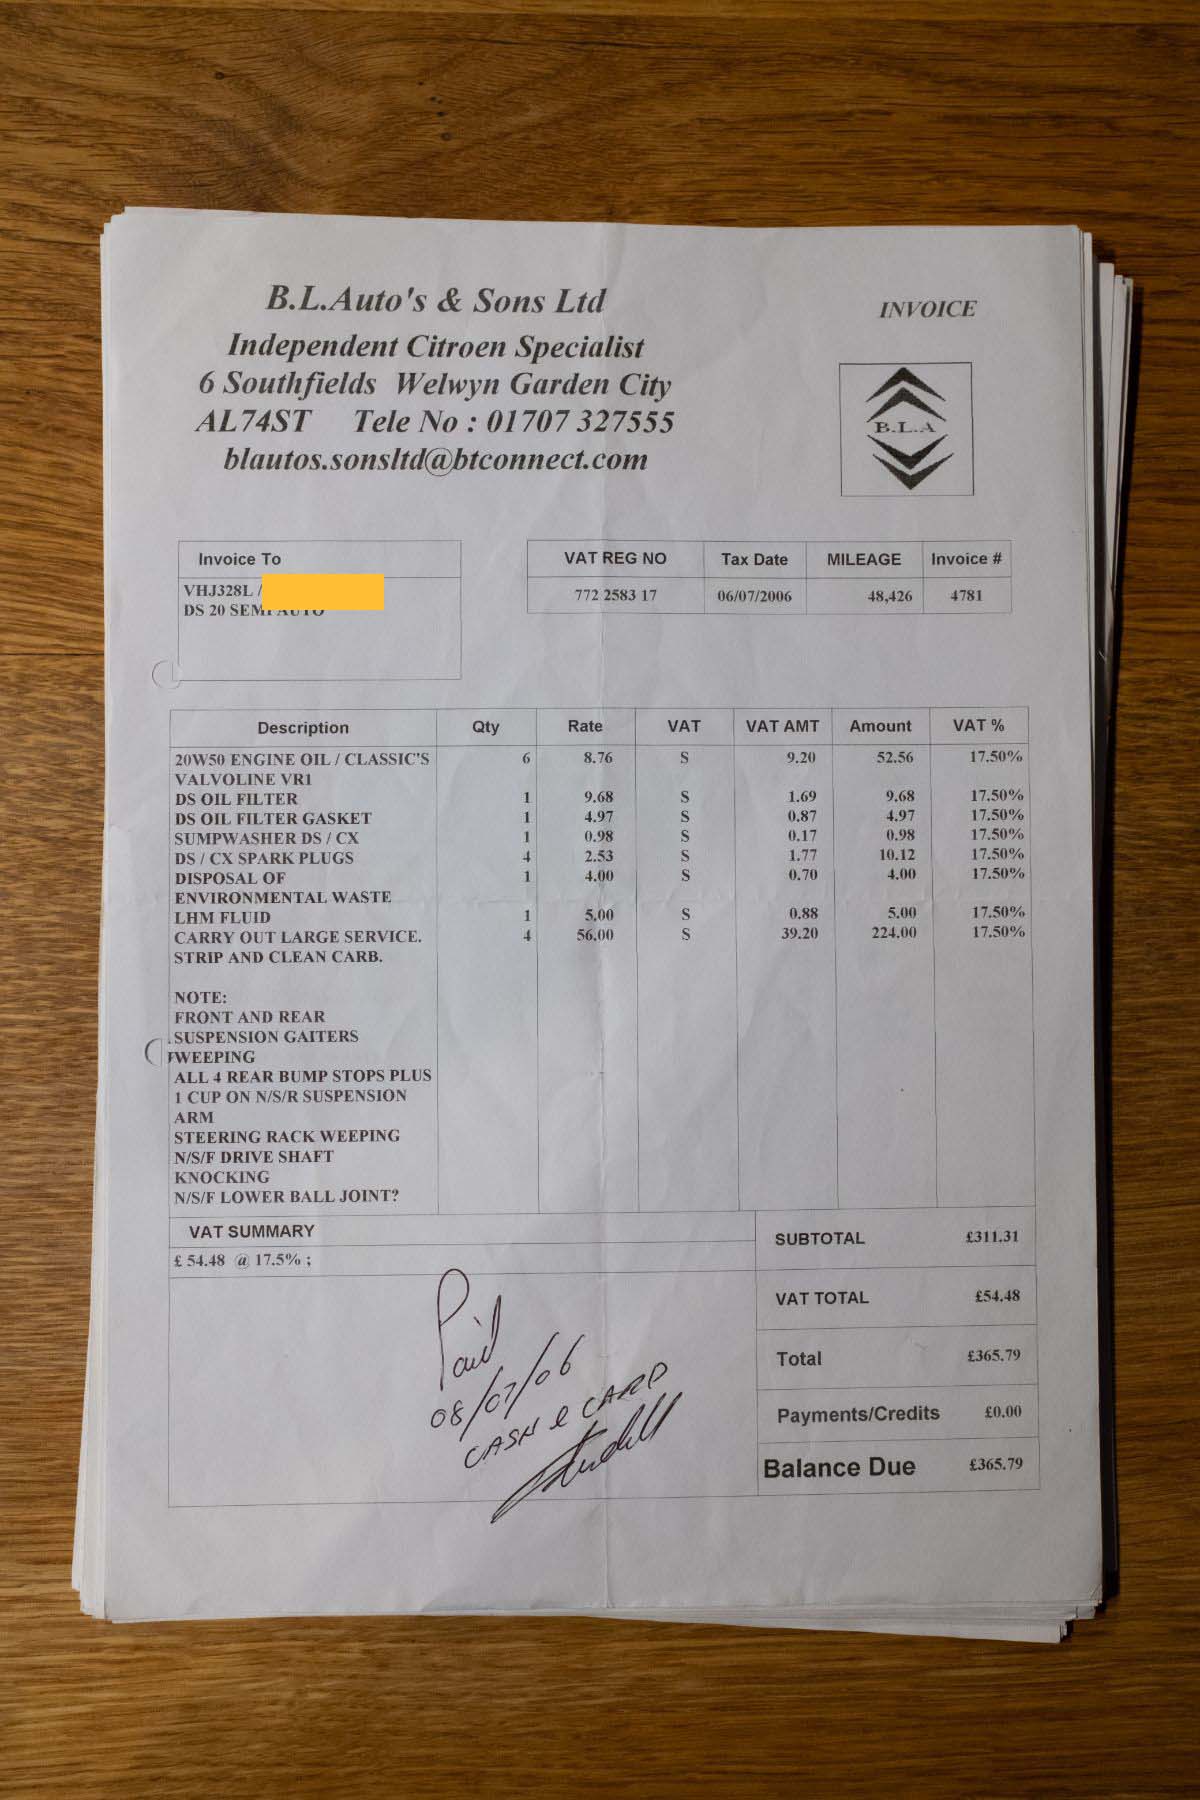 B.L.Auto's & Sons Ltd
Independent Citroen Specialist
6 Southfields Welwyn Garden City
AL74ST Tele No : 01707 327555
blautos.sonsltd@btconnect.com
INVOICE
B.L.A
Invoice To
VHJ328L /
DS 20 SEMI AUTO
VAT REG NO Tax Date MILEAGE Invoice #
772 2583 17 06/07/2006 48,426 4781
Description Qty Rate VAT VAT AMT Amount VAT %
20W50 ENGINE OIL / CLASSIC'S 6 8.76 S 9.20 52.56 17.50%
VALVOLINE VR1
DS OIL FILTER 1 9.68 S 1.69 9.68 17.50%
DS OIL FILTER GASKET 1 4.97 S 0.87 4.97 17.50%
SUMPWASHER DS / CX 1 0.98 S 0.17 0.98 17.50%
DS / CX SPARK PLUGS 4 2.53 S 1.77 10.12 17.50%
DISPOSAL OF 1 4.00 S 0.70 4.00 17.50%
ENVIRONMENTAL WASTE
LHM FLUID 1 5.00 S 0.88 5.00 17.50%
CARRY OUT LARGE SERVICE. 4 56.00 S 39.20 224.00 17.50%
STRIP AND CLEAN CARB.
NOTE:
FRONT AND REAR
SUSPENSION GAITERS
WEEPING
ALL 4 REAR BUMP STOPS PLUS
1 CUP ON N/S/R SUSPENSION
ARM
STEERING RACK WEEPING
N/S/F DRIVE SHAFT
KNOCKING
N/S/F LOWER BALL JOINT?
VAT SUMMARY
£ 54.48 @ 17.5% ;
SUBTOTAL £311.31
VAT TOTAL £54.48
Total £365.79
Payments/Credits £0.00
Balance Due £365.79
Paid
08/07/06
CASH & CARD